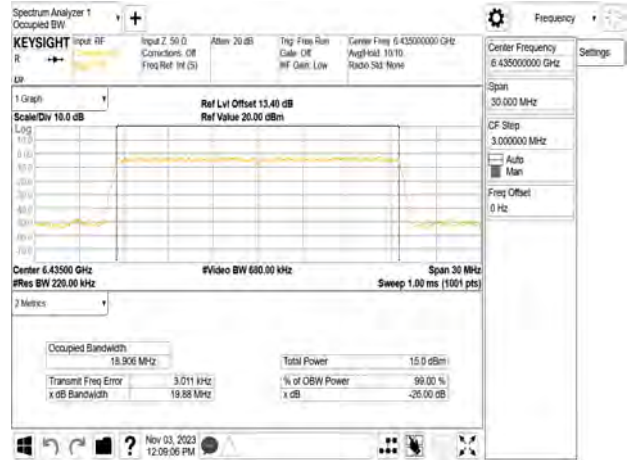 Spectrum Analyzer 1
Occupied BW
+
Frequency
KEYSIGHT
Input: RF
R
Input Z: 50 Ω
Corrections: Off
Freq Ref: Int (S)
Atten: 20 dB
Trig: Free Run
Gate: Off
#IF Gain: Low
Center Freq: 6.435000000 GHz
Avg|Hold: 10/10
Radio Std: None
Center Frequency
6.435000000 GHz
Settings
Span
30.000 MHz
CF Step
3.000000 MHz
Auto
Man
Freq Offset
0 Hz
1 Graph
Scale/Div 10.0 dB
Ref Lvl Offset 13.40 dB
Ref Value 20.00 dBm
Log
Center 6.43500 GHz
#Res BW 220.00 kHz
#Video BW 680.00 kHz
Span 30 MHz
Sweep 1.00 ms (1001 pts)
2 Metrics
Occupied Bandwidth
18.906 MHz
Total Power
15.0 dBm
Transmit Freq Error
3.011 kHz
% of OBW Power
99.00 %
x dB Bandwidth
19.88 MHz
x dB
-26.00 dB
?
Nov 03, 2023
12:09:06 PM